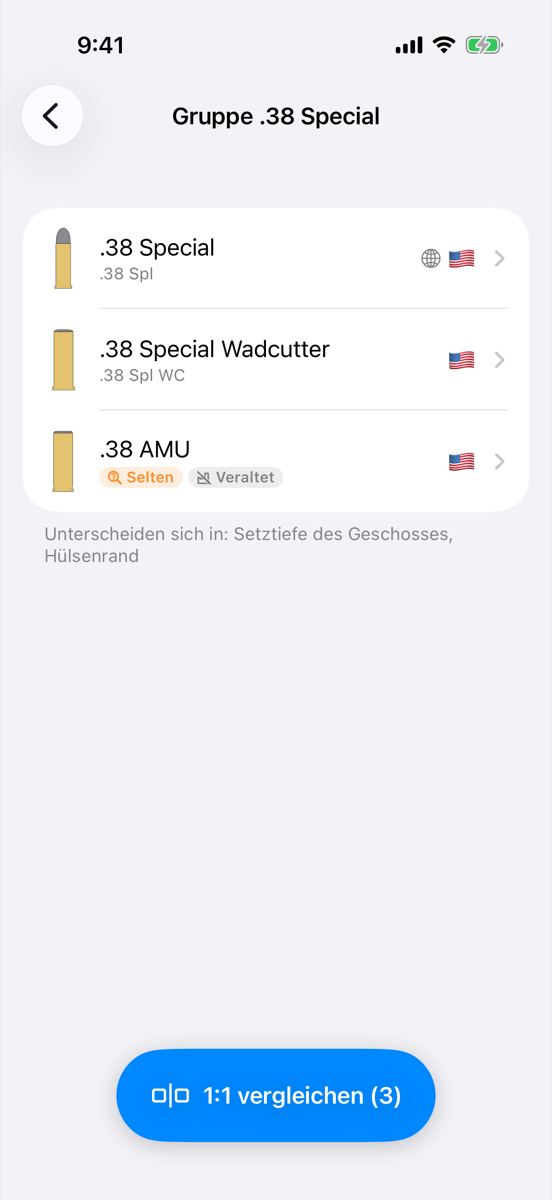 9:41
Gruppe .38 Special
.38 Special
.38 Spl
.38 Special Wadcutter
.38 Spl WC
.38 AMU
Selten Veraltet
Unterscheiden sich in: Setztiefe des Geschosses,
Hülsenrand
1:1 vergleichen (3)